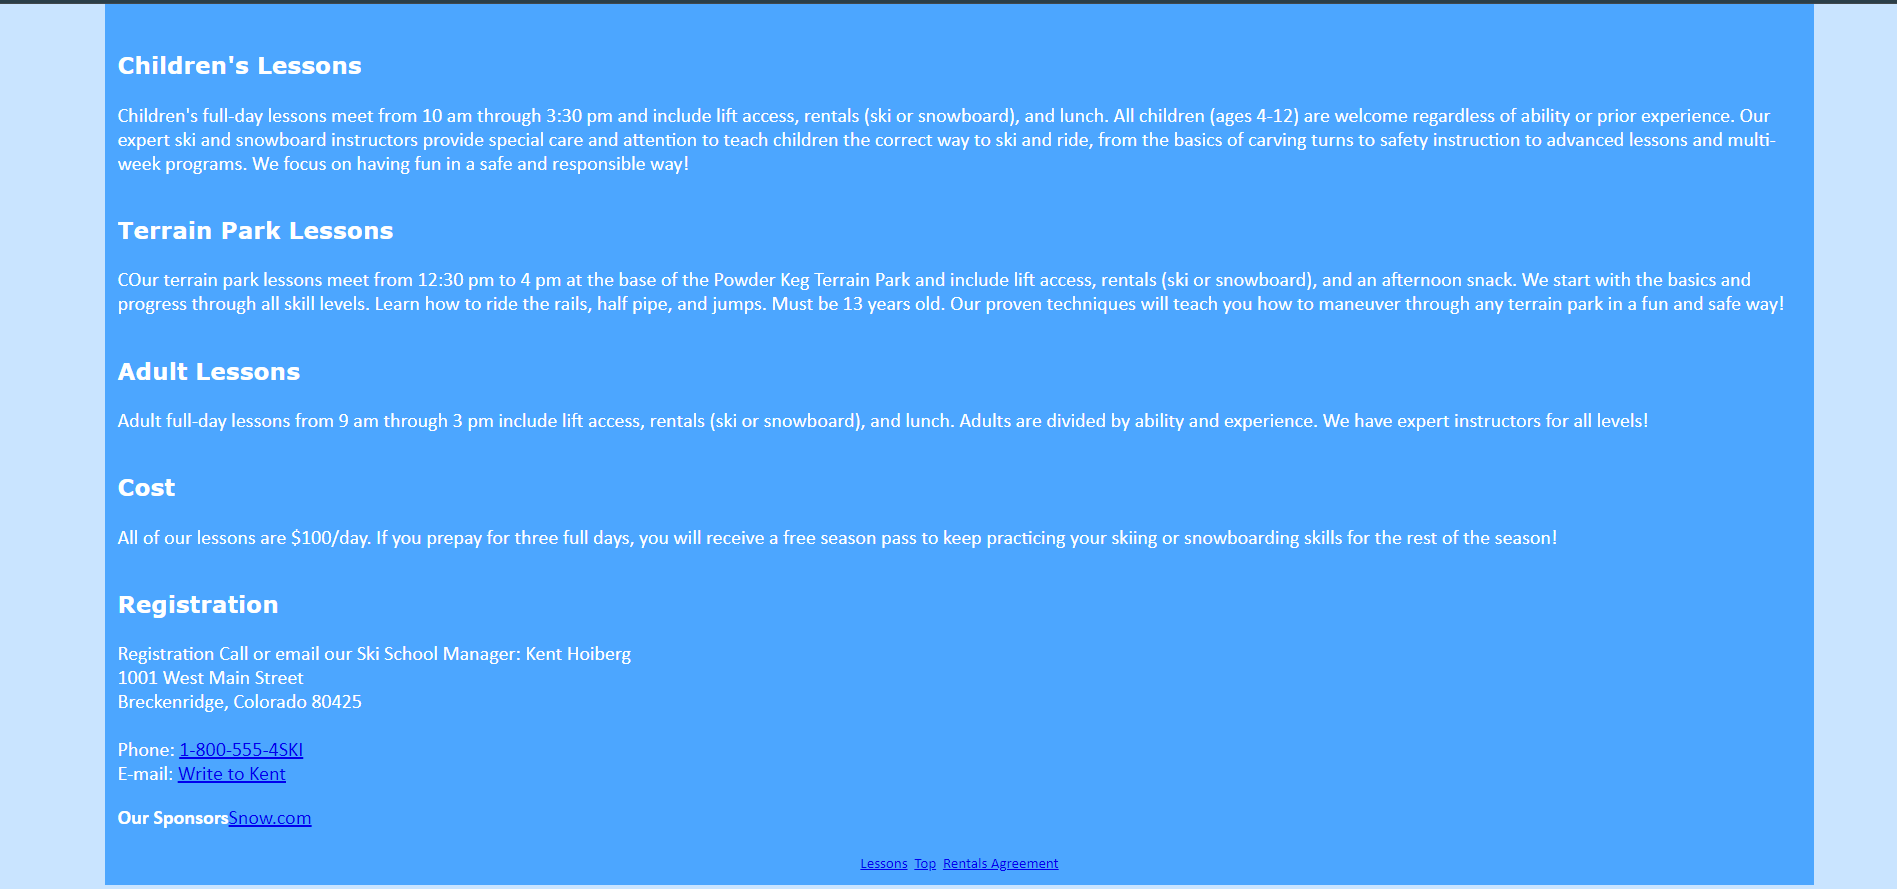 Children's Lessons
Children's full-day lessons meet from 10 am through 3:30 pm and include lift access, rentals (ski or snowboard), and lunch. All children (ages 4-12) are welcome regardless of ability or prior experience. Our
expert ski and snowboard instructors provide special care and attention to teach children the correct way to ski and ride, from the basics of carving turns to safety instruction to advanced lessons and multi-
week programs. We focus on having fun in a safe and responsible way!
Terrain Park Lessons
COur terrain park lessons meet from 12:30 pm to 4 pm at the base of the Powder Keg Terrain Park and include lift access, rentals (ski or snowboard), and an afternoon snack. We start with the basics and
progress through all skill levels. Learn how to ride the rails, half pipe, and jumps. Must be 13 years old. Our proven techniques will teach you how to maneuver through any terrain park in a fun and safe way!
Adult Lessons
Adult full-day lessons from 9 am through 3 pm include lift access, rentals (ski or snowboard), and lunch. Adults are divided by ability and experience. We have expert instructors for all levels!
Cost
All of our lessons are $100/day. If you prepay for three full days, you will receive a free season pass to keep practicing your skiing or snowboarding skills for the rest of the season!
Registration
Registration Call or email our Ski School Manager: Kent Hoiberg
1001 West Main Street
Breckenridge, Colorado 80425
Phone: 1-800-555-4SKI
E-mail: Write to Kent
Our SponsorsSnow.com
Lessons Top Rentals Agreement